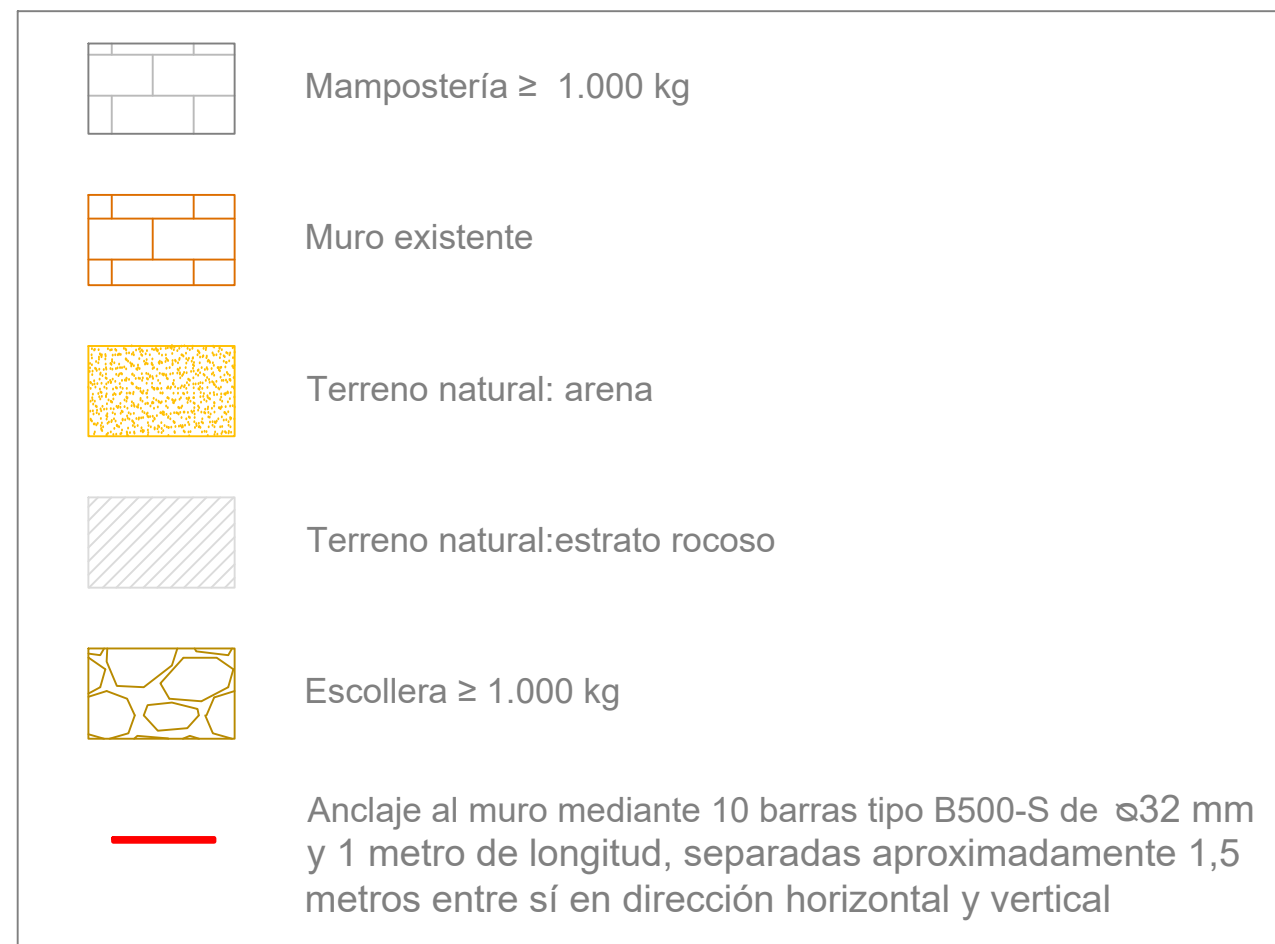 Mampostería ≥ 1.000 kg
Muro existente
Terreno natural: arena
Terreno natural:estrato rocoso
Escollera ≥ 1.000 kg
Anclaje al muro mediante 10 barras tipo B500-S de ⌀32 mm
y 1 metro de longitud, separadas aproximadamente 1,5
metros entre sí en dirección horizontal y vertical